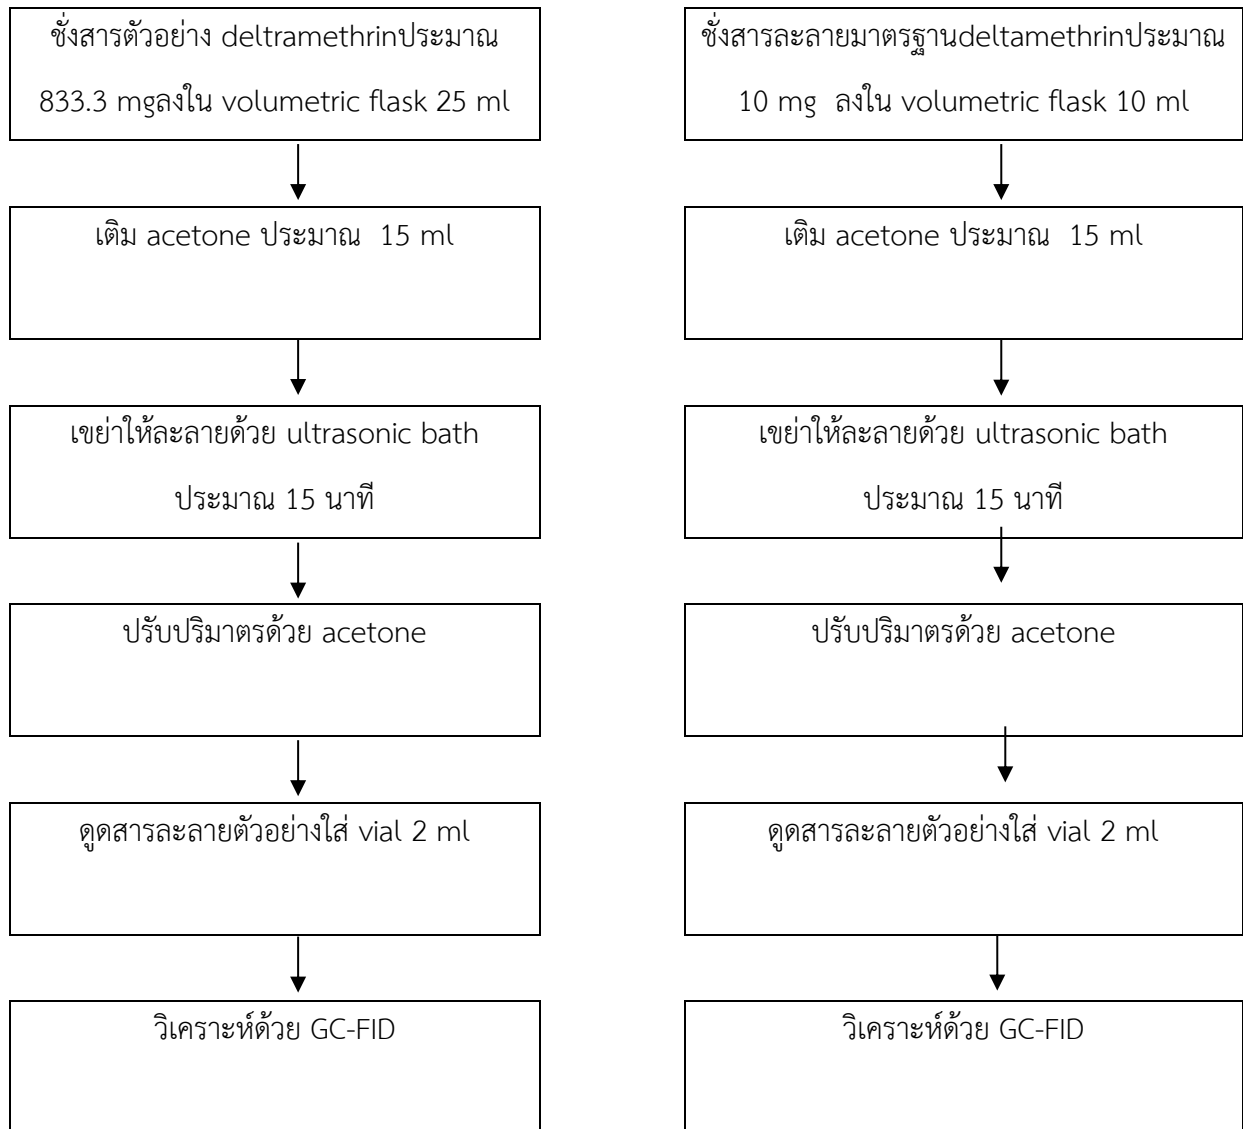 ชั่งสารตัวอย่าง deltramethrinประมาณ
833.3 mgลงใน volumetric flask 25 ml
เติม acetone ประมาณ 15 ml
เขย่าให้ละลายด้วย ultrasonic bath
ประมาณ 15 นาที
ปรับปริมาตรด้วย acetone
ดูดสารละลายตัวอย่างใส่ vial 2 ml
วิเคราะห์ด้วย GC-FID
ชั่งสารละลายมาตรฐานdeltamethrinประมาณ
10 mg ลงใน volumetric flask 10 ml
เติม acetone ประมาณ 15 ml
เขย่าให้ละลายด้วย ultrasonic bath
ประมาณ 15 นาที
ปรับปริมาตรด้วย acetone
ดูดสารละลายตัวอย่างใส่ vial 2 ml
วิเคราะห์ด้วย GC-FID